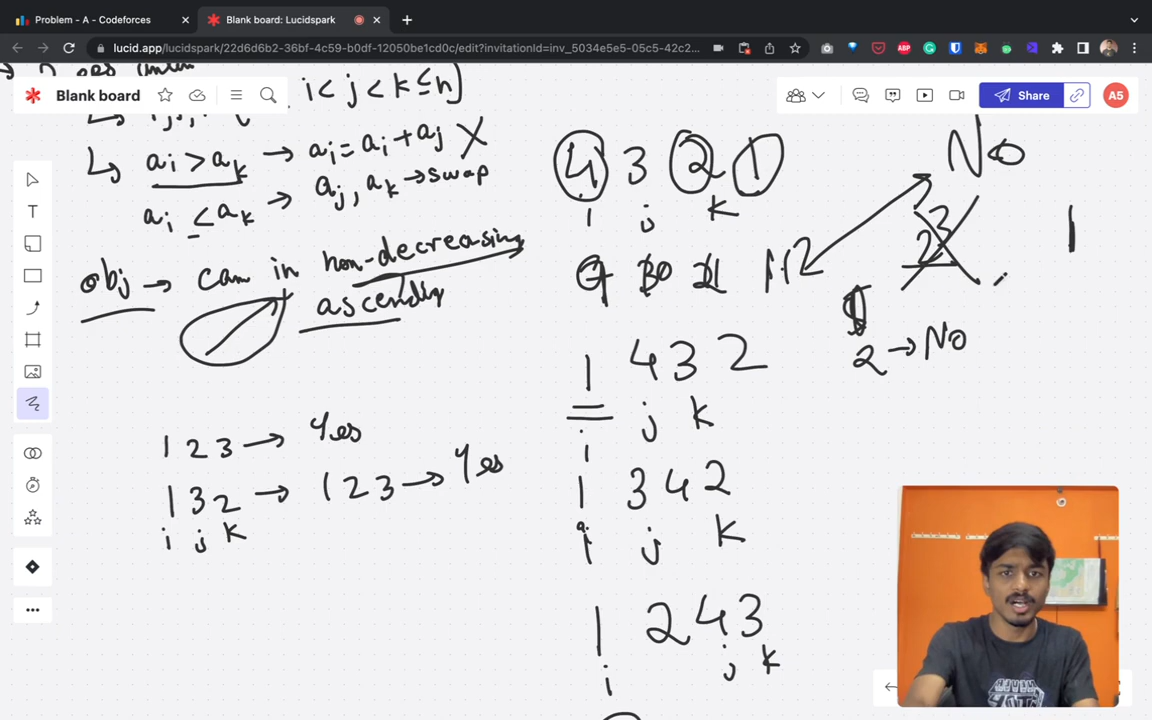 Problem - A - Codeforces
Blank board: Lucidspark
lucid.app/lucidspark/22d6d6b2-36bf-4c59-b0df-12050be1cd0c/edit?invitationId=inv_5034e5e5-05c5-42c2...
Blank board
Share
A5
i < j < k ≤ n]
↳ ai > ak → ai = ai + aj X
ai ≤ ak → aj, ak → swap
obj → can in non-decreasing
ascending
1 2 3 → Yes
1 3 2 → 1 2 3 → Yes
i j k
4 3 2 1
i j k
No
1
2 → No
1 4 3 2
i j k
1 3 4 2
i j k
1 2 4 3
i j k